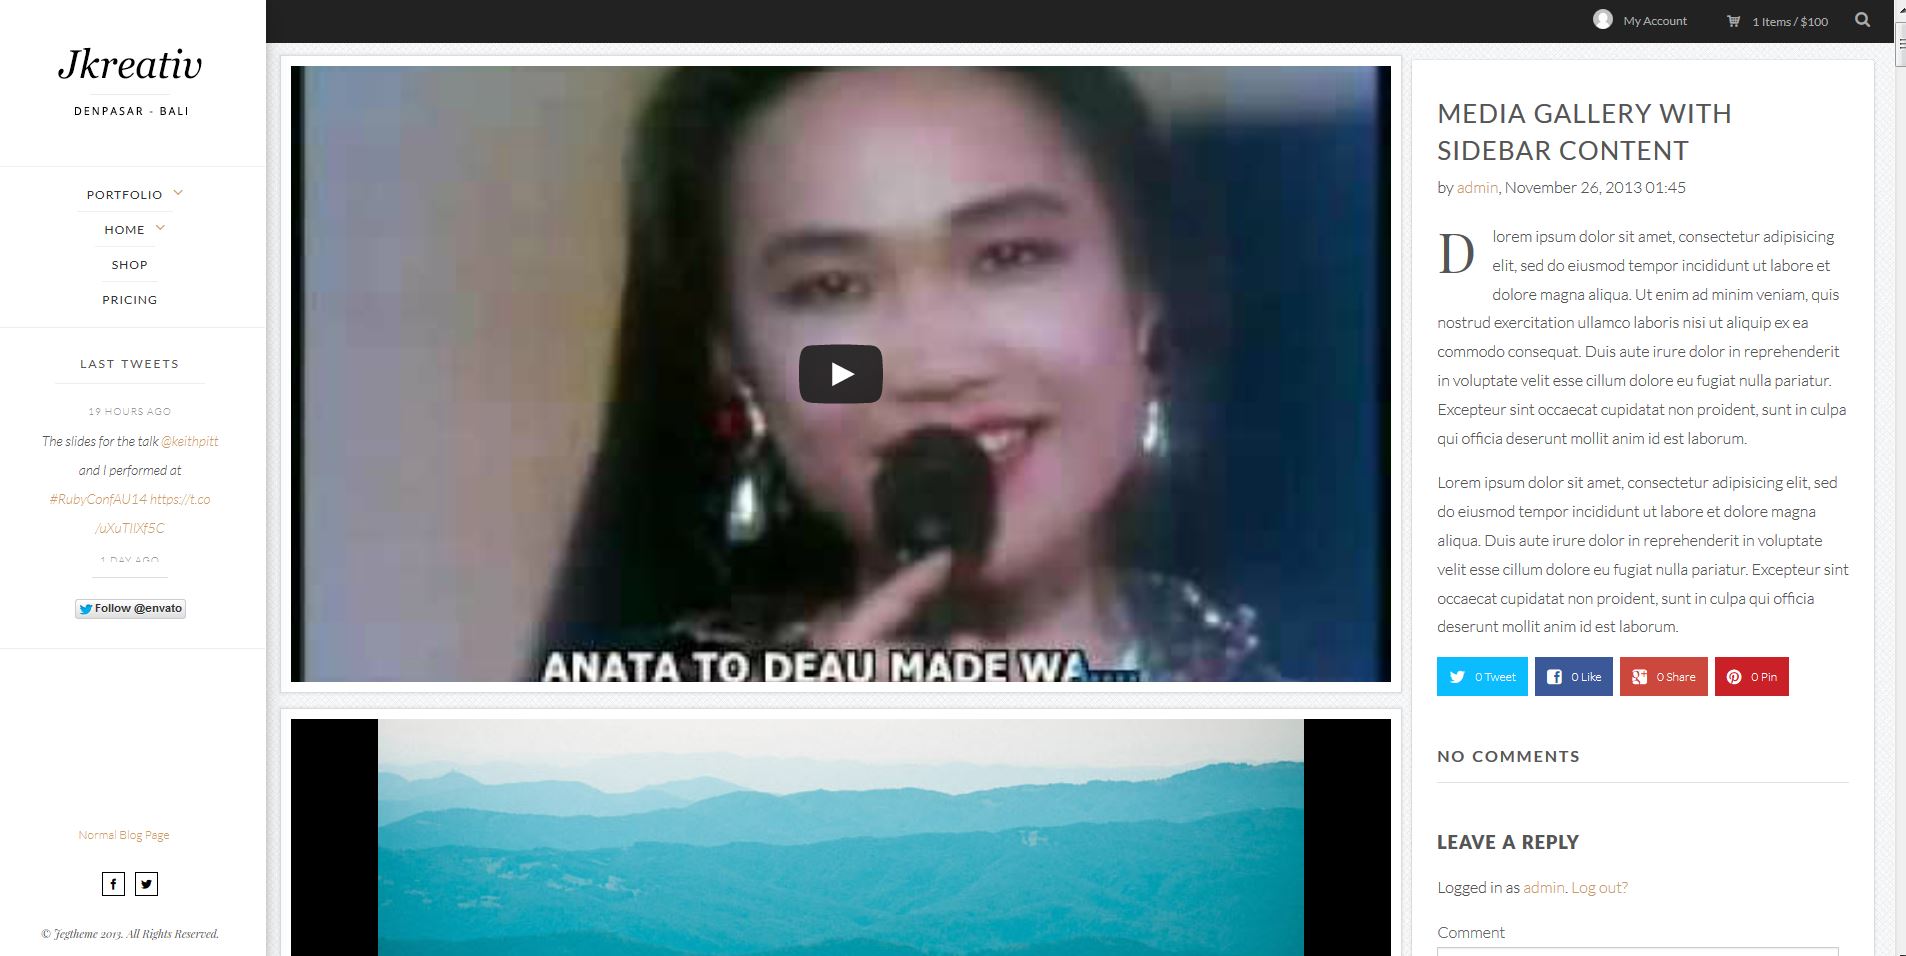 Jkreativ
DENPASAR - BALI
PORTFOLIO
HOME
SHOP
PRICING
LAST TWEETS
19 HOURS AGO
The slides for the talk @keithpitt
and I performed at
#RubyConfAU14 https://t.co
/uXuTIlXf5C
1 DAY AGO
Follow @envato
Normal Blog Page
© Jegtheme 2013. All Rights Reserved.
My Account
1 Items / $100
ANATA TO DEAU MADE WA.....
MEDIA GALLERY WITH
SIDEBAR CONTENT
by admin, November 26, 2013 01:45
D lorem ipsum dolor sit amet, consectetur adipisicing
elit, sed do eiusmod tempor incididunt ut labore et
dolore magna aliqua. Ut enim ad minim veniam, quis
nostrud exercitation ullamco laboris nisi ut aliquip ex ea
commodo consequat. Duis aute irure dolor in reprehenderit
in voluptate velit esse cillum dolore eu fugiat nulla pariatur.
Excepteur sint occaecat cupidatat non proident, sunt in culpa
qui officia deserunt mollit anim id est laborum.
Lorem ipsum dolor sit amet, consectetur adipisicing elit, sed
do eiusmod tempor incididunt ut labore et dolore magna
aliqua. Duis aute irure dolor in reprehenderit in voluptate
velit esse cillum dolore eu fugiat nulla pariatur. Excepteur sint
occaecat cupidatat non proident, sunt in culpa qui officia
deserunt mollit anim id est laborum.
0 Tweet
0 Like
0 Share
0 Pin
NO COMMENTS
LEAVE A REPLY
Logged in as admin. Log out?
Comment